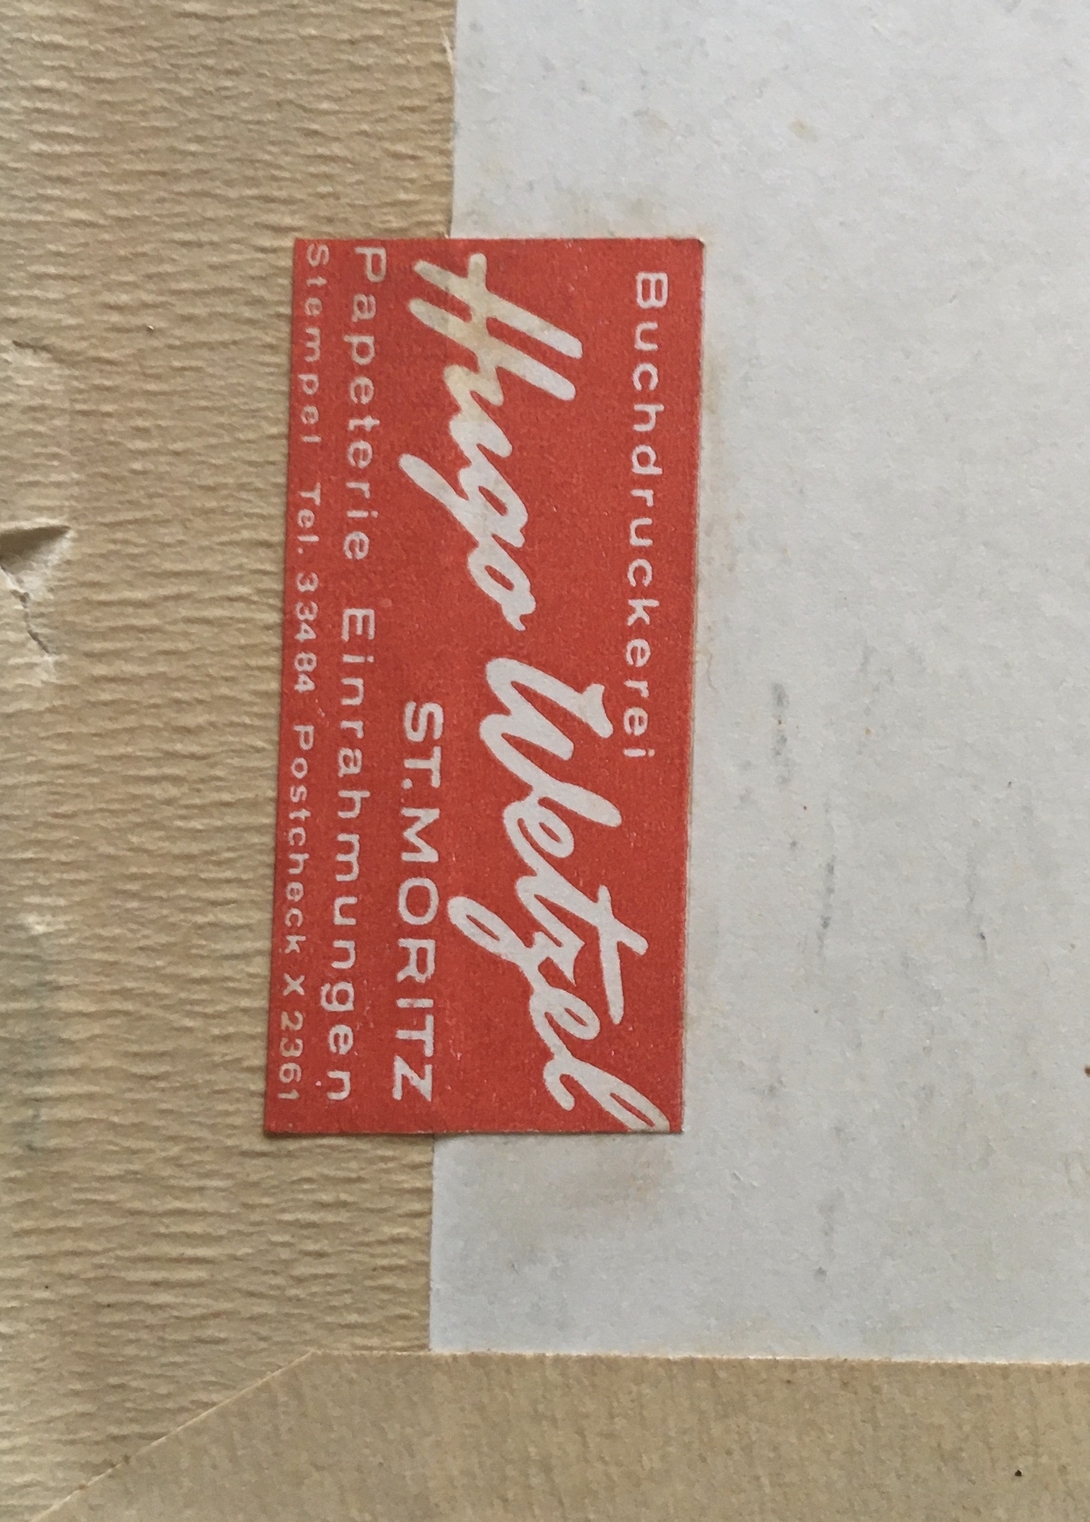 Buchdruckerei
Hugo Wetzel
ST. MORITZ
Papeterie Einrahmungen
Stempel Tel. 33484 Postcheck X 2361